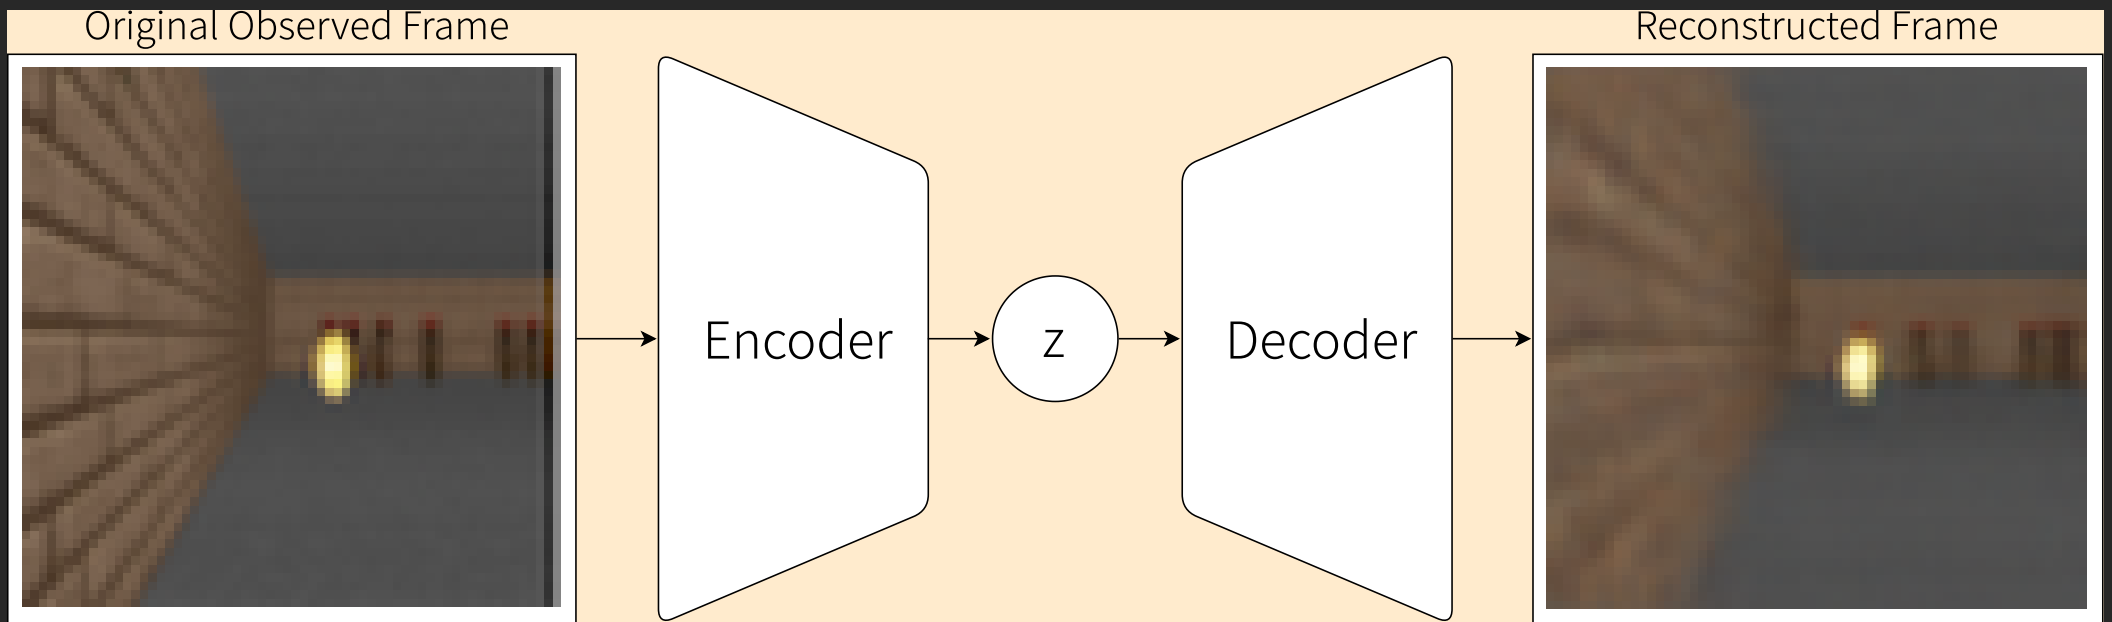 Original Observed Frame
Reconstructed Frame
Encoder
z
Decoder